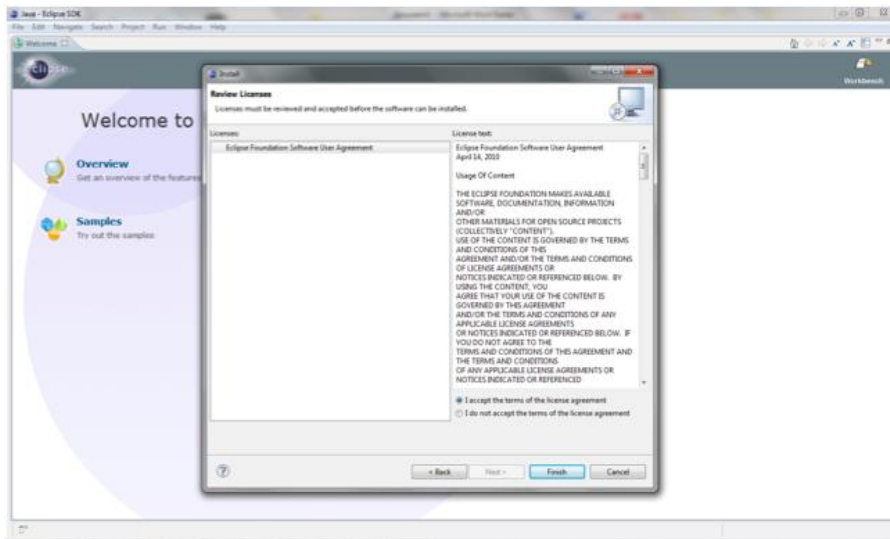 Java - Eclipse SDK
File Edit Navigate Search Project Run Window Help
Welcome
eclipse
Workbench
Welcome to
Overview
Get an overview of the features
Samples
Try out the samples
Install
Review Licenses
Licenses must be reviewed and accepted before the software can be installed.
Licenses:
Eclipse Foundation Software User Agreement
License text:
Eclipse Foundation Software User Agreement
April 14, 2010
Usage Of Content
THE ECLIPSE FOUNDATION MAKES AVAILABLE
SOFTWARE, DOCUMENTATION, INFORMATION
AND/OR
OTHER MATERIALS FOR OPEN SOURCE PROJECTS
(COLLECTIVELY "CONTENT").
USE OF THE CONTENT IS GOVERNED BY THE TERMS
AND CONDITIONS OF THIS
AGREEMENT AND/OR THE TERMS AND CONDITIONS
OF LICENSE AGREEMENTS OR
NOTICES INDICATED OR REFERENCED BELOW. BY
USING THE CONTENT, YOU
AGREE THAT YOUR USE OF THE CONTENT IS
GOVERNED BY THIS AGREEMENT
AND/OR THE TERMS AND CONDITIONS OF ANY
APPLICABLE LICENSE AGREEMENTS
OR NOTICES INDICATED OR REFERENCED BELOW. IF
YOU DO NOT AGREE TO THE
TERMS AND CONDITIONS OF THIS AGREEMENT AND
THE TERMS AND CONDITIONS
OF ANY APPLICABLE LICENSE AGREEMENTS OR
NOTICES INDICATED OR REFERENCED
I accept the terms of the license agreement
I do not accept the terms of the license agreement
< Back
Next >
Finish
Cancel